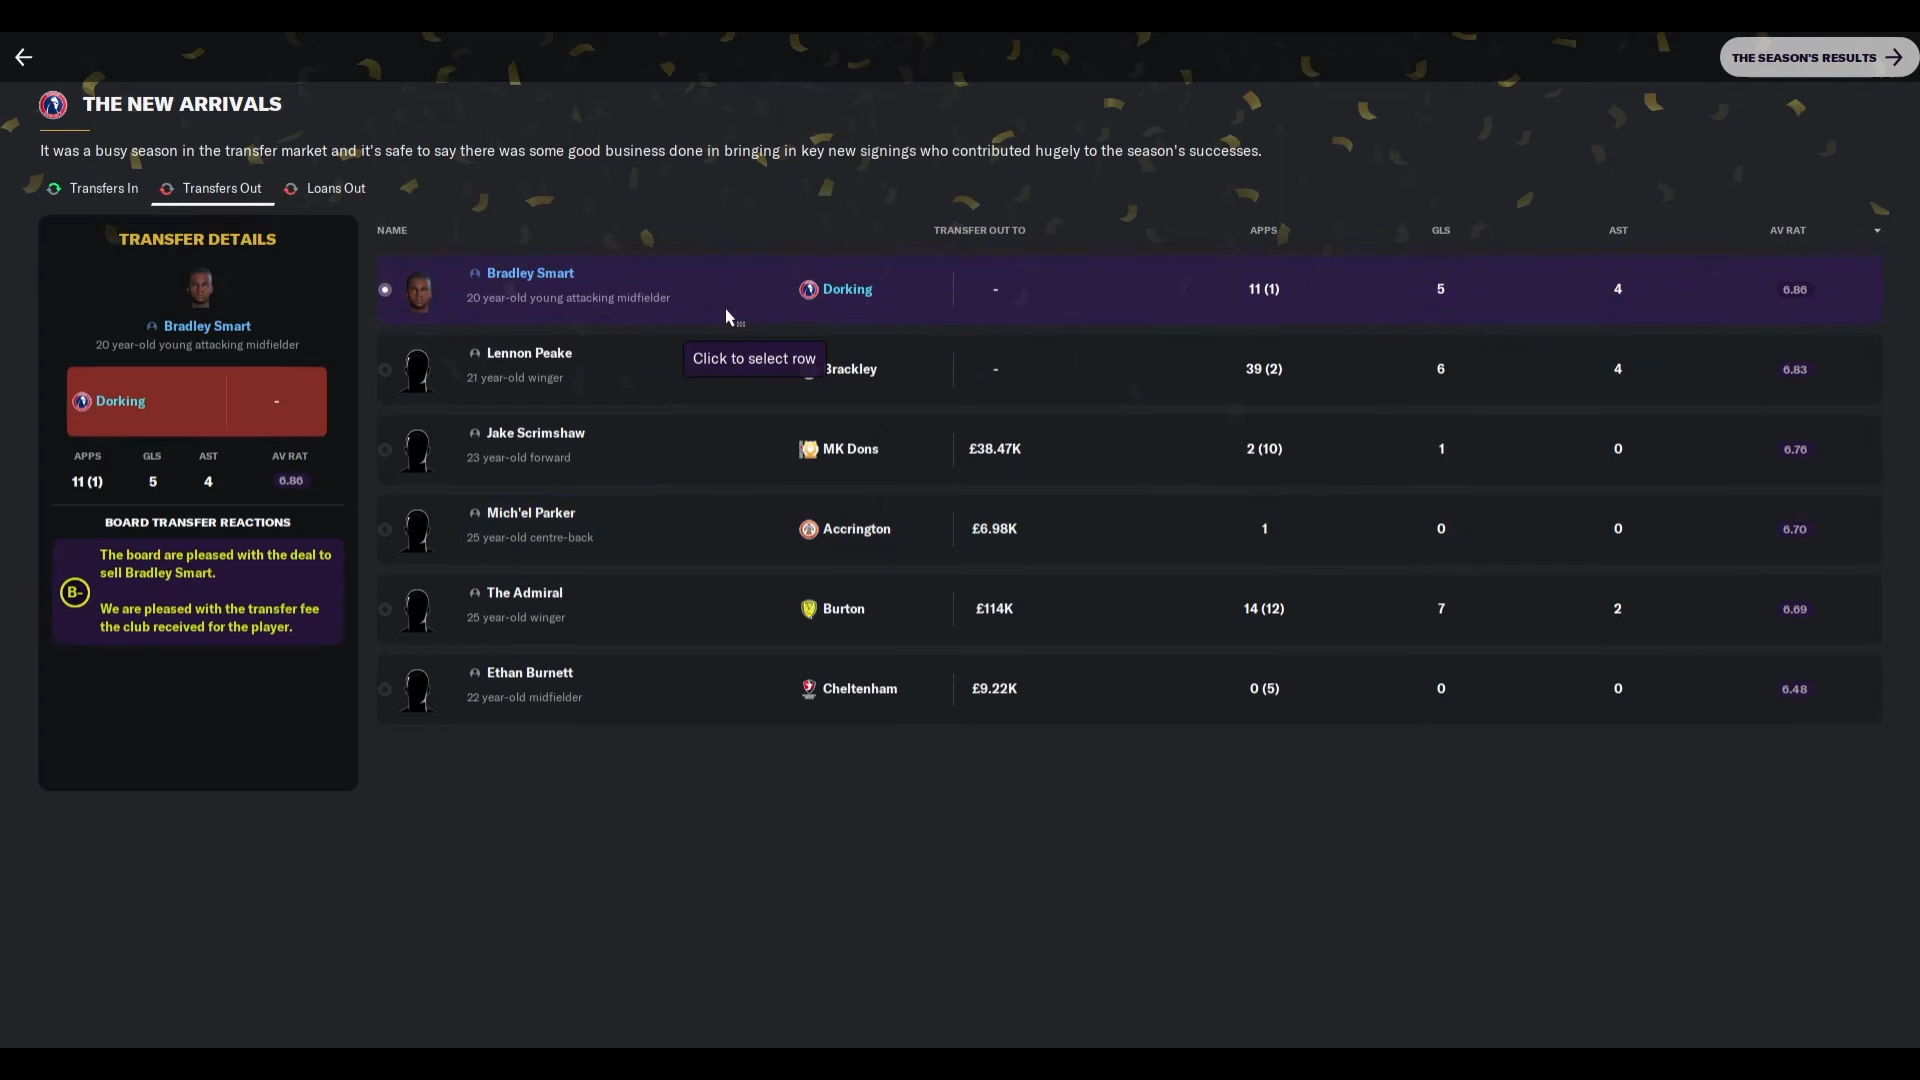 THE SEASON'S RESULTS
THE NEW ARRIVALS
It was a busy season in the transfer market and it's safe to say there was some good business done in bringing in key new signings who contributed hugely to the season's successes.
Transfers In Transfers Out Loans Out
TRANSFER DETAILS
Bradley Smart
20 year-old young attacking midfielder
Dorking -
APPS GLS AST AV RAT
11 (1) 5 4 6.86
BOARD TRANSFER REACTIONS
B-
The board are pleased with the deal to
sell Bradley Smart.
We are pleased with the transfer fee
the club received for the player.
NAME TRANSFER OUT TO APPS GLS AST AV RAT
Bradley Smart
20 year-old young attacking midfielder
Dorking - 11 (1) 5 4 6.86
Click to select row
Lennon Peake
21 year-old winger
Brackley - 39 (2) 6 4 6.83
Jake Scrimshaw
23 year-old forward
MK Dons £38.47K 2 (10) 1 0 6.76
Mich'el Parker
25 year-old centre-back
Accrington £6.98K 1 0 0 6.70
The Admiral
25 year-old winger
Burton £114K 14 (12) 7 2 6.69
Ethan Burnett
22 year-old midfielder
Cheltenham £9.22K 0 (5) 0 0 6.48